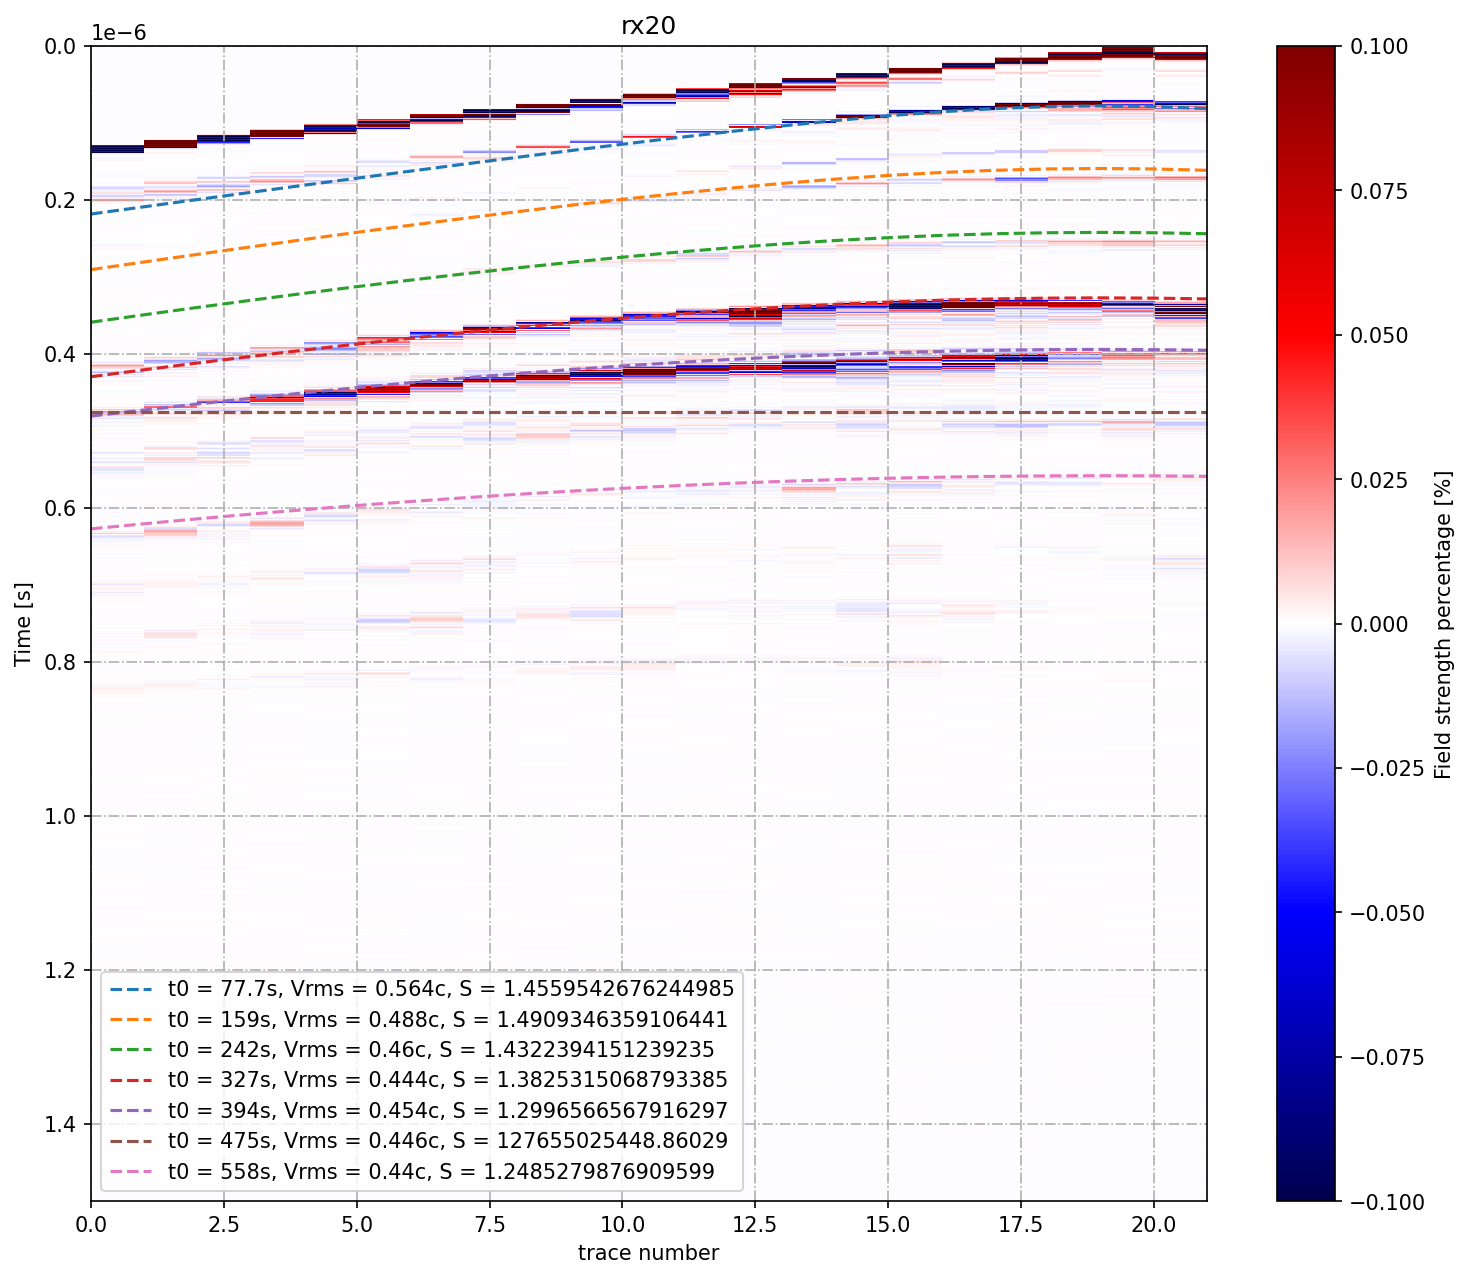 rx20
1e−6
0.0
0.2
0.4
0.6
0.8
1.0
1.2
1.4
Time [s]
t0 = 77.7s, Vrms = 0.564c, S = 1.4559542676244985
t0 = 159s, Vrms = 0.488c, S = 1.4909346359106441
t0 = 242s, Vrms = 0.46c, S = 1.4322394151239235
t0 = 327s, Vrms = 0.444c, S = 1.3825315068793385
t0 = 394s, Vrms = 0.454c, S = 1.2996566567916297
t0 = 475s, Vrms = 0.446c, S = 127655025448.86029
t0 = 558s, Vrms = 0.44c, S = 1.2485279876909599
0.0 2.5 5.0 7.5 10.0 12.5 15.0 17.5 20.0
trace number
0.100
0.075
0.050
0.025
0.000
−0.025
−0.050
−0.075
−0.100
Field strength percentage [%]